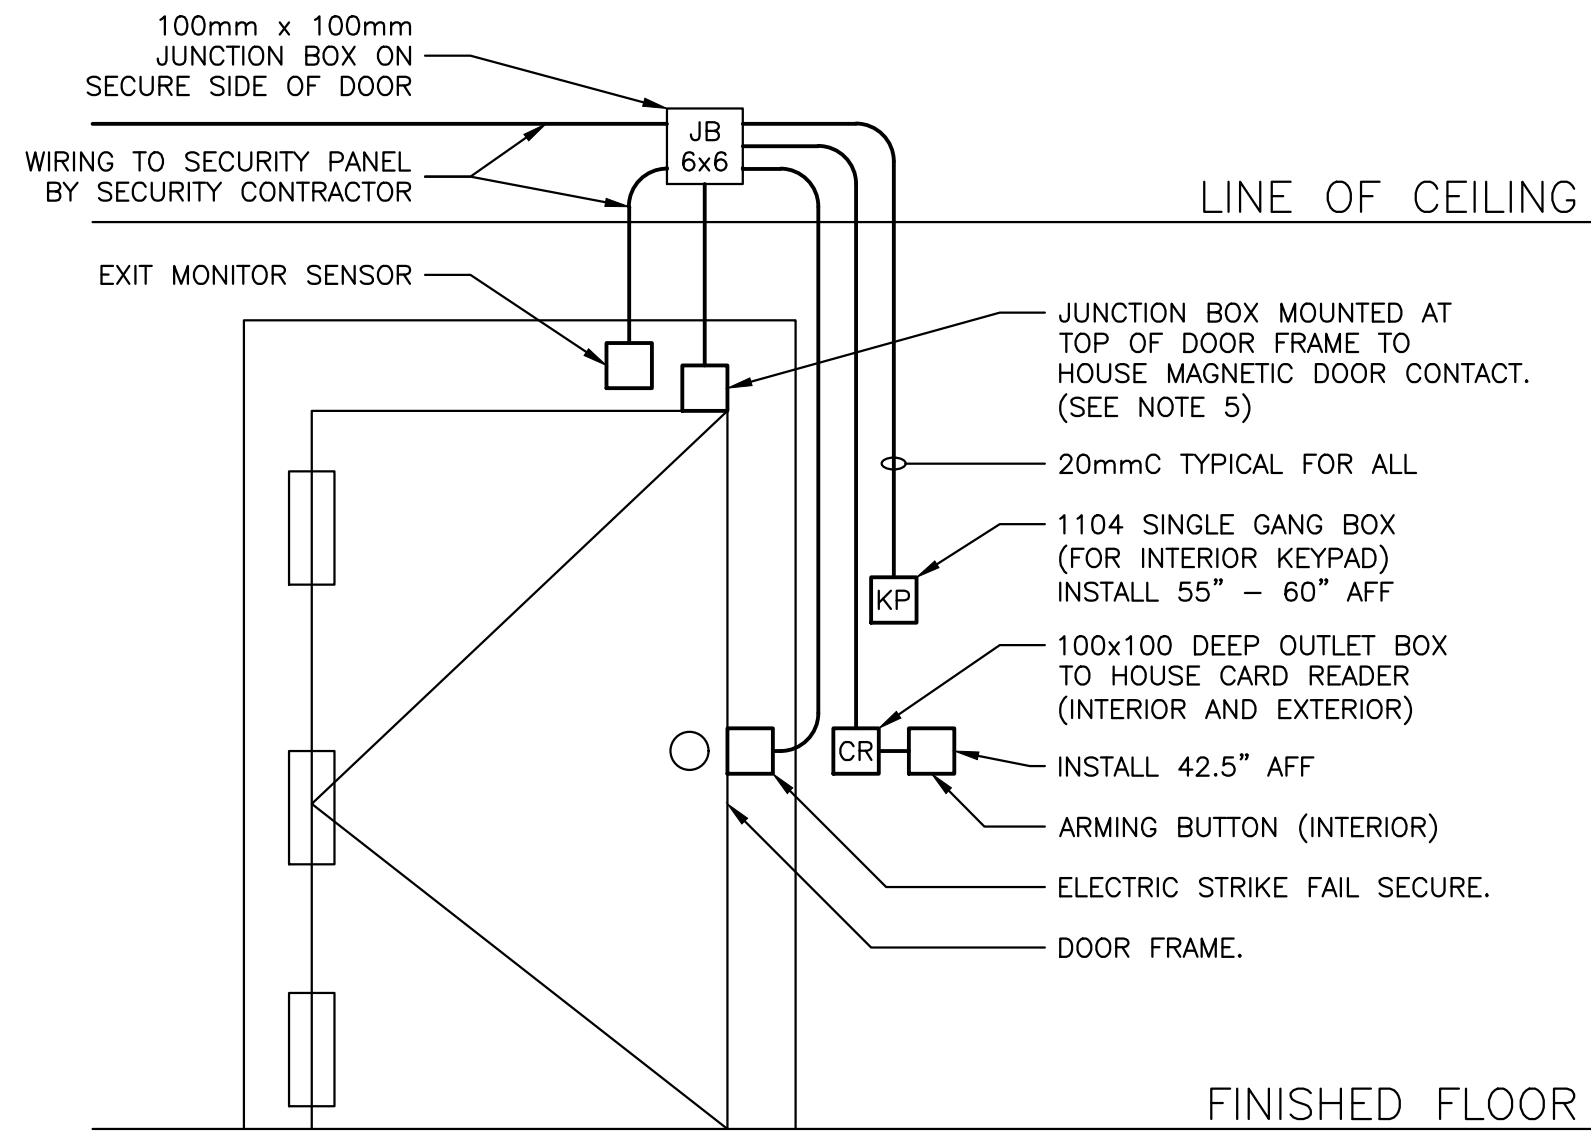 100mm x 100mm
JUNCTION BOX ON
SECURE SIDE OF DOOR
JB
6x6
WIRING TO SECURITY PANEL
BY SECURITY CONTRACTOR
LINE OF CEILING
EXIT MONITOR SENSOR
JUNCTION BOX MOUNTED AT
TOP OF DOOR FRAME TO
HOUSE MAGNETIC DOOR CONTACT.
(SEE NOTE 5)
20mmC TYPICAL FOR ALL
1104 SINGLE GANG BOX
(FOR INTERIOR KEYPAD)
INSTALL 55” – 60” AFF
KP
100x100 DEEP OUTLET BOX
TO HOUSE CARD READER
(INTERIOR AND EXTERIOR)
CR
INSTALL 42.5” AFF
ARMING BUTTON (INTERIOR)
ELECTRIC STRIKE FAIL SECURE.
DOOR FRAME.
FINISHED FLOOR